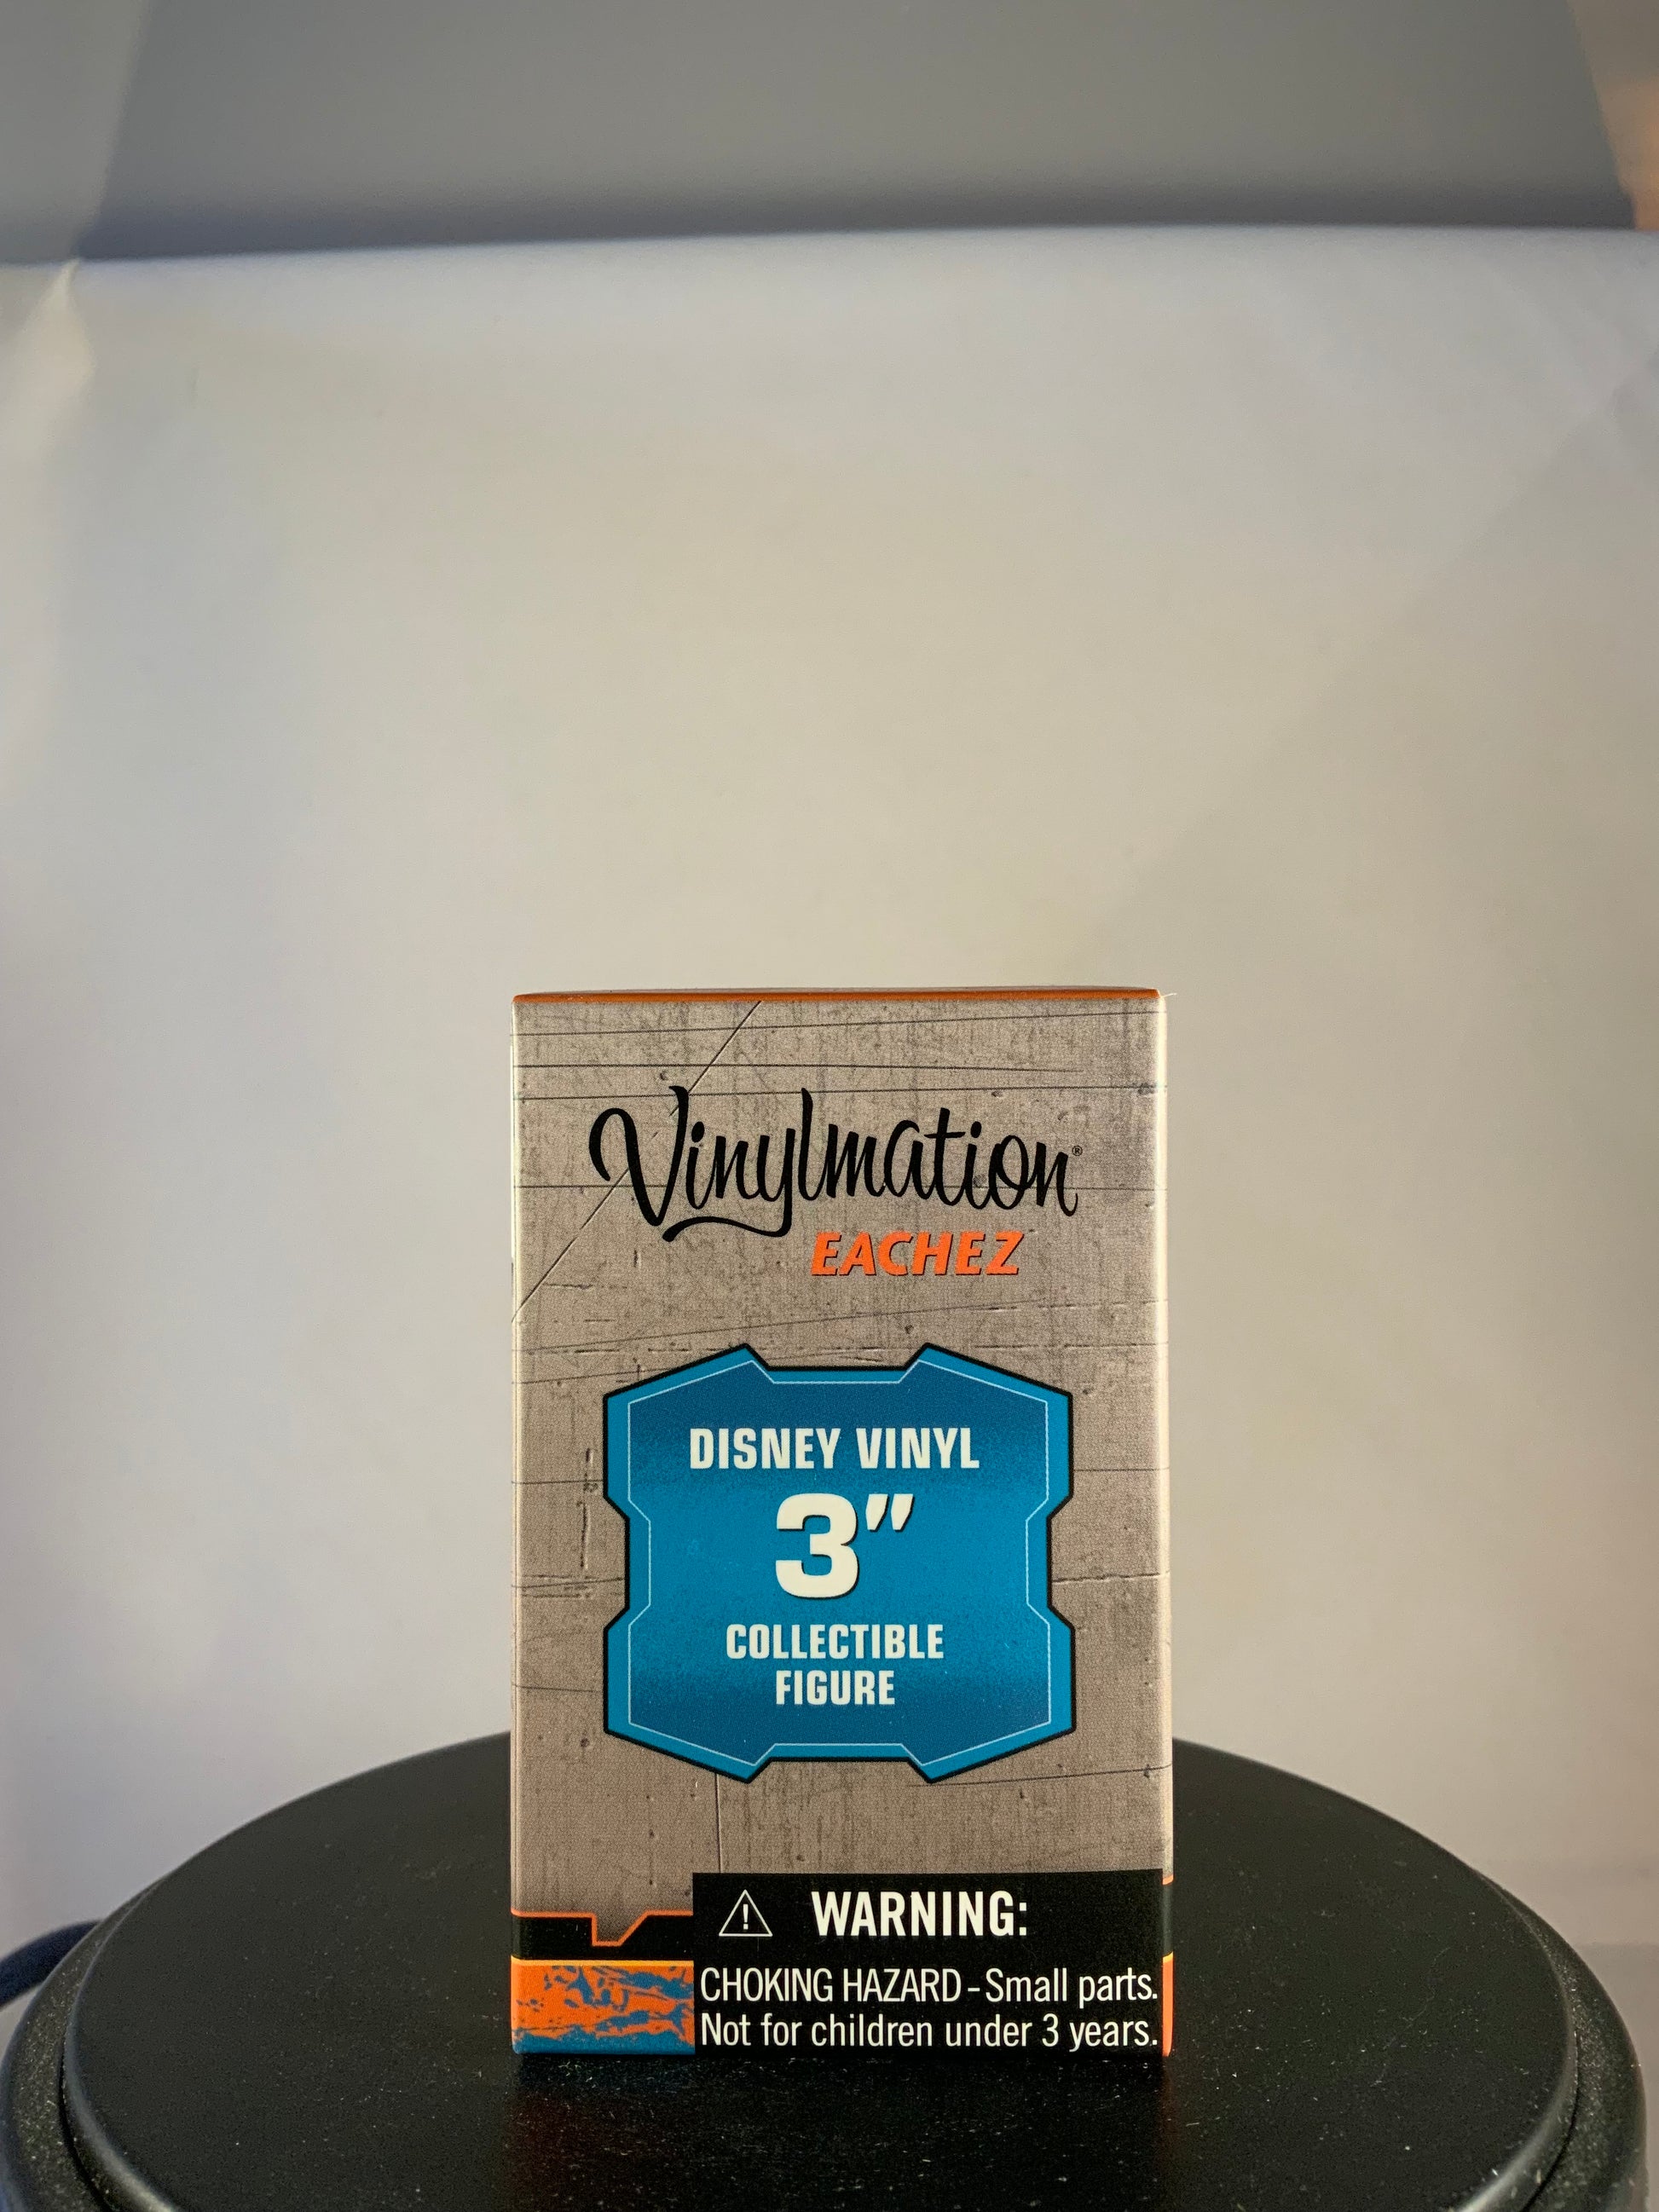 Vinylmation®
EACHEZ
DISNEY VINYL
3"
COLLECTIBLE
FIGURE
WARNING:
CHOKING HAZARD - Small parts.
Not for children under 3 years.